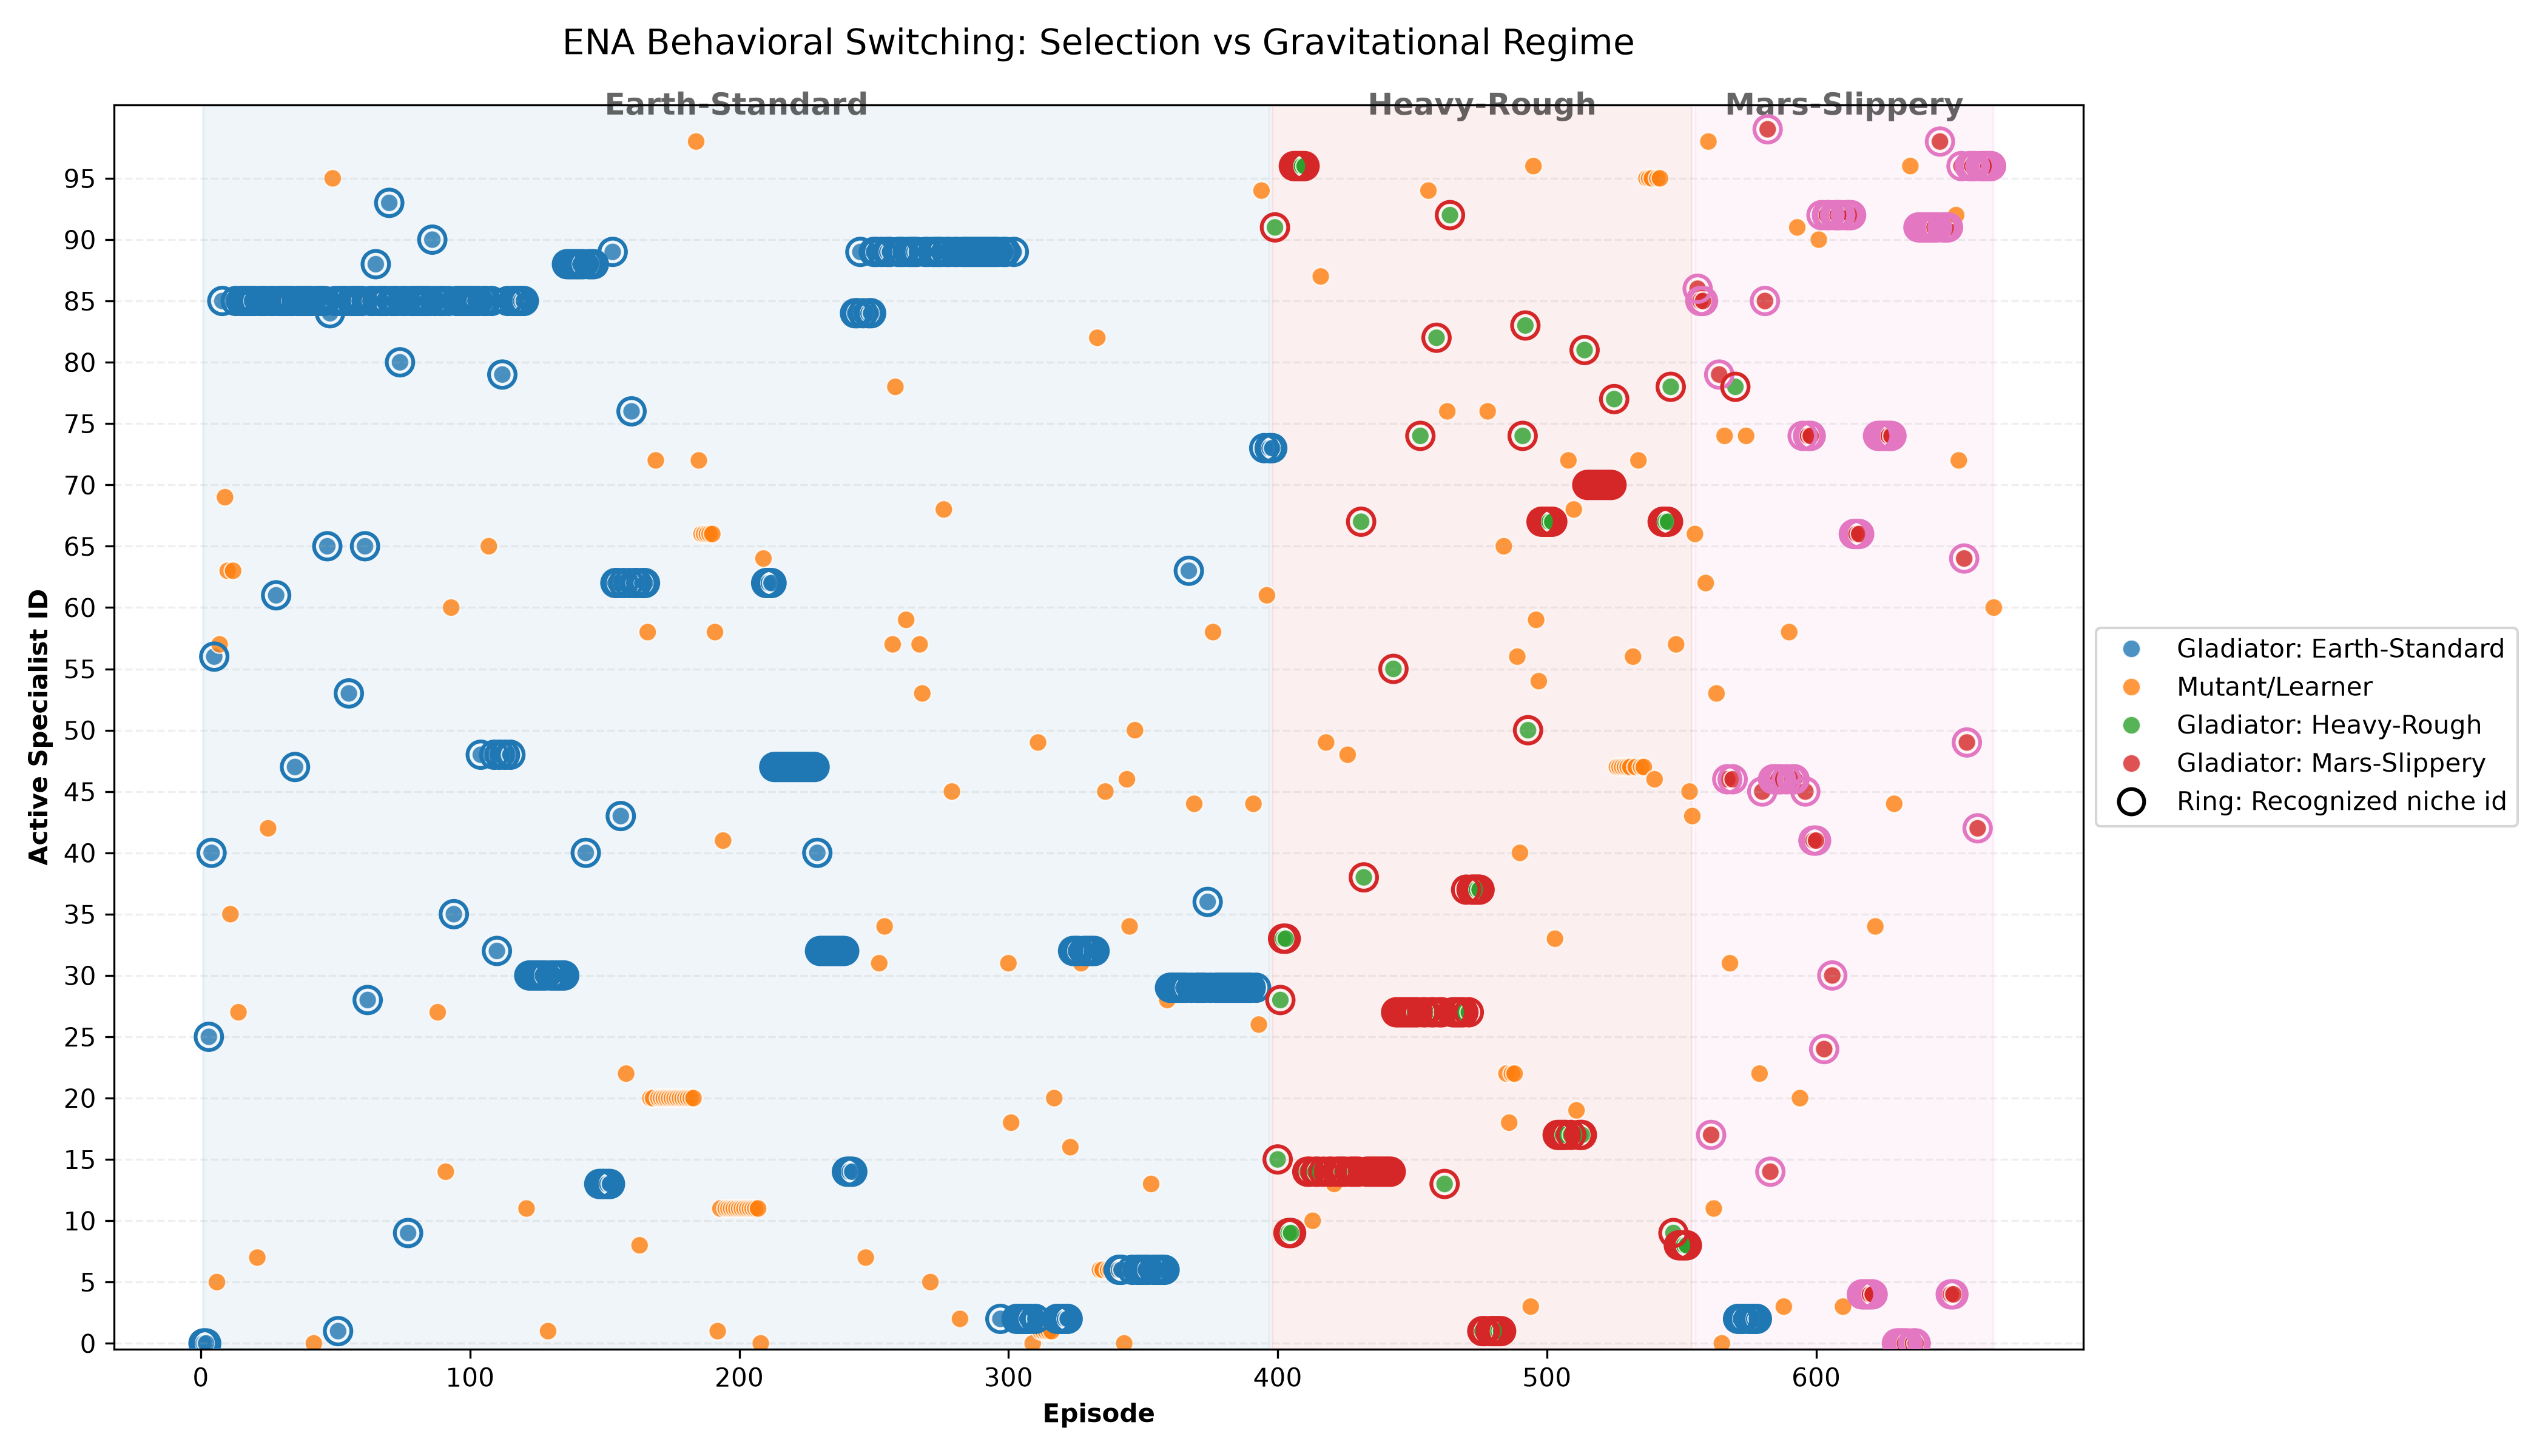 ENA Behavioral Switching: Selection vs Gravitational Regime
Earth-Standard
Heavy-Rough
Mars-Slippery
Active Specialist ID
95
90
85
80
75
70
65
60
55
50
45
40
35
30
25
20
15
10
5
0
0 100 200 300 400 500 600
Episode
Gladiator: Earth-Standard
Mutant/Learner
Gladiator: Heavy-Rough
Gladiator: Mars-Slippery
Ring: Recognized niche id